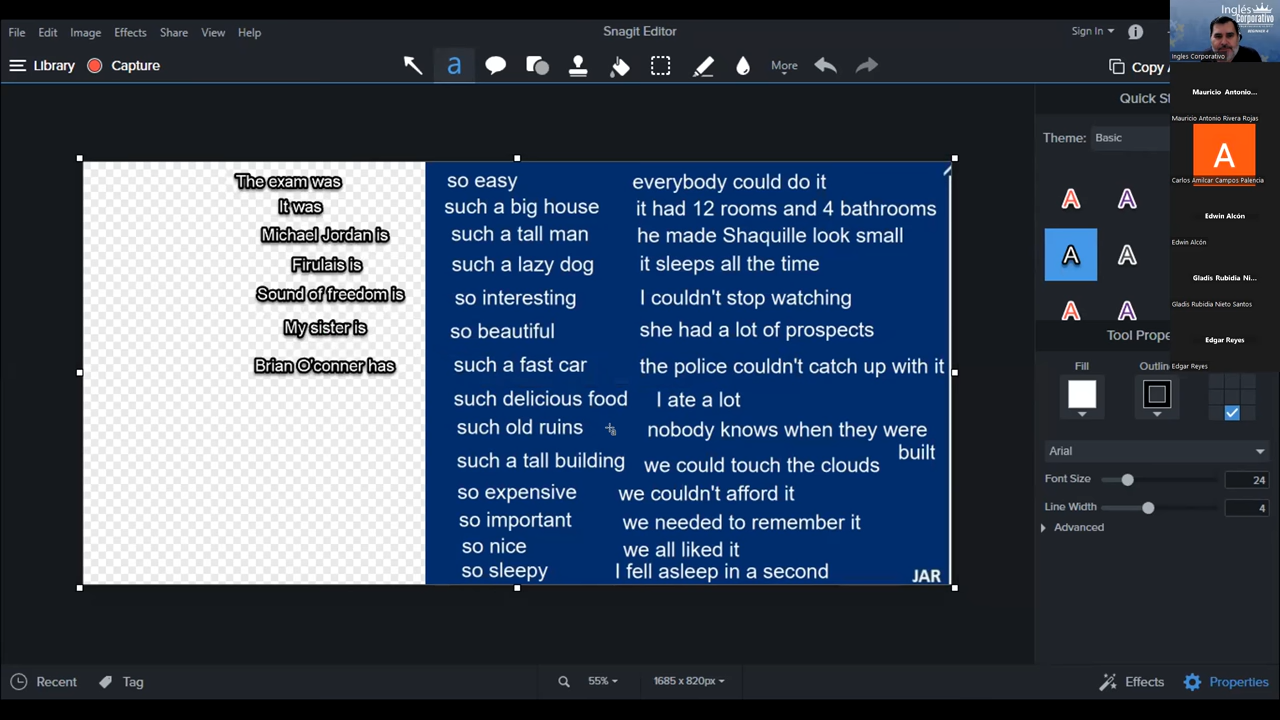 File Edit Image Effects Share View Help Snagit Editor Sign In
Library Capture a More Copy A
Inglés
Corporativo
BEGINNER 4
Ingles Corporativo
Quick St
Theme: Basic
A A
A A
A A
Tool Prope
Fill Outlin
Arial
Font Size 24
Line Width 4
Advanced
Mauricio Antonio...
Mauricio Antonio Rivera Rojas
A
Carlos Amilcar Campos Palencia
Edwin Alcón
Edwin Alcón
Gladis Rubidia Ni...
Gladis Rubidia Nieto Santos
Edgar Reyes
Edgar Reyes
The exam was so easy everybody could do it
It was such a big house it had 12 rooms and 4 bathrooms
Michael Jordan is such a tall man he made Shaquille look small
Firulais is such a lazy dog it sleeps all the time
Sound of freedom is so interesting I couldn't stop watching
My sister is so beautiful she had a lot of prospects
Brian O'conner has such a fast car the police couldn't catch up with it
such delicious food I ate a lot
such old ruins nobody knows when they were
built
such a tall building we could touch the clouds
so expensive we couldn't afford it
so important we needed to remember it
so nice we all liked it
so sleepy I fell asleep in a second
JAR
Recent Tag 55% 1685 x 820px Effects Properties